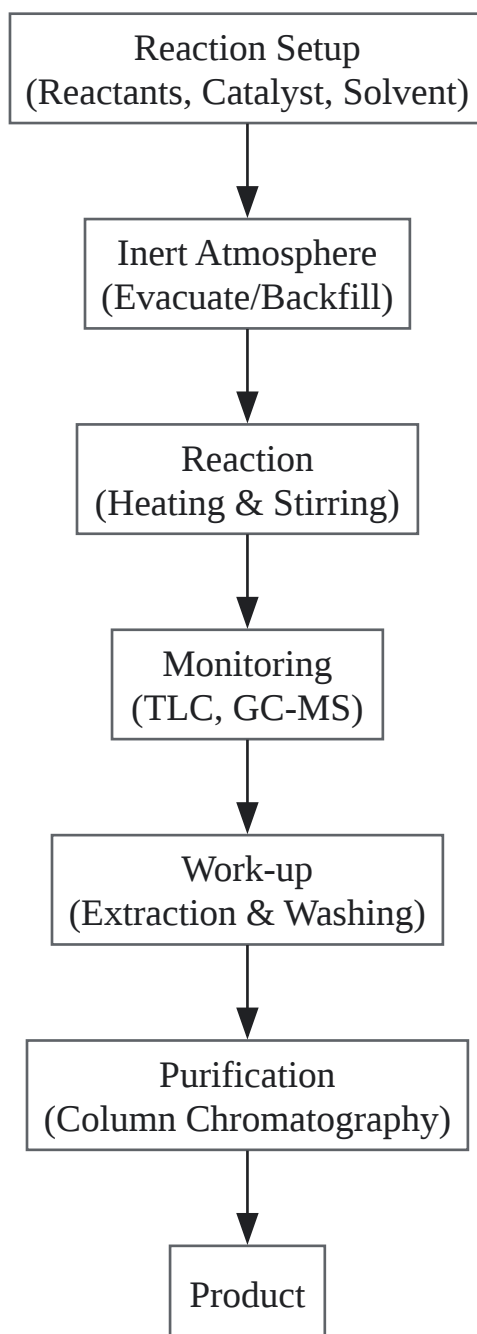 Reaction Setup
(Reactants, Catalyst, Solvent)
Inert Atmosphere
(Evacuate/Backfill)
Reaction
(Heating & Stirring)
Monitoring
(TLC, GC-MS)
Work-up
(Extraction & Washing)
Purification
(Column Chromatography)
Product